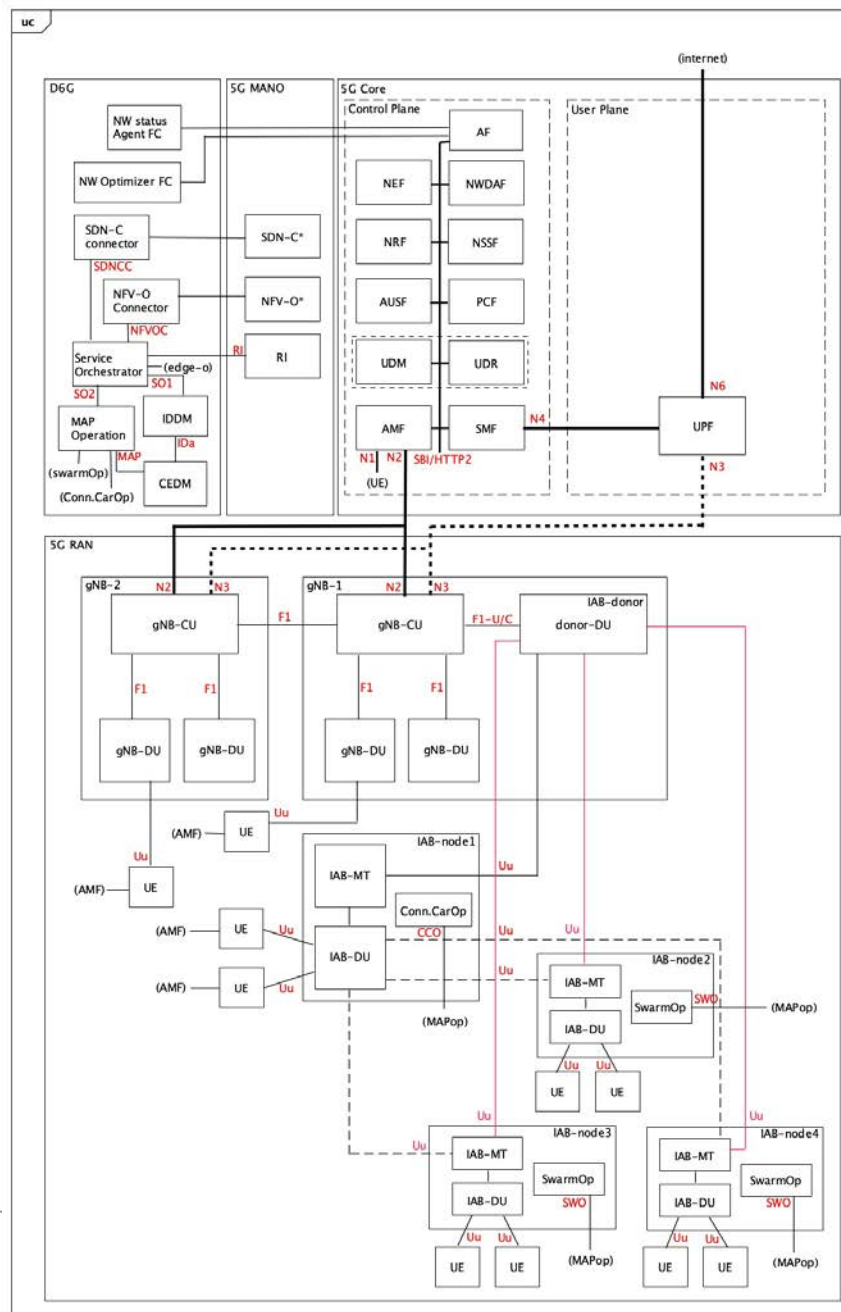 uc
(internet)
D6G
5G MANO
5G Core
Control Plane
User Plane
NW status
Agent FC
AF
NW Optimizer FC
NEF
NWDAF
SDN-C
connector
SDN-C*
NRF
NSSF
SDNCC
NFV-O
Connector
NFV-O*
AUSF
PCF
NFVOC
Service
Orchestrator
RI
RI
(edge-o)
UDM
UDR
SO2
SO1
N6
MAP
Operation
IDDM
AMF
SMF
N4
UPF
MAP
IDa
N1
N2
SBI/HTTP2
N3
(swarmOp)
CEDM
(UE)
(Conn.CarOp)
5G RAN
gNB-2
N2
N3
gNB-1
N2
N3
IAB-donor
gNB-CU
F1
gNB-CU
F1-U/C
donor-DU
F1
F1
F1
F1
gNB-DU
gNB-DU
gNB-DU
gNB-DU
Uu
(AMF)
UE
Uu
IAB-node1
(AMF)
UE
IAB-MT
Uu
Conn.CarOp
(AMF)
UE
Uu
CCO
Uu
Uu
IAB-DU
IAB-node2
(AMF)
UE
Uu
Uu
IAB-MT
SwarmOp
SWO
(MAPop)
(MAPop)
IAB-DU
Uu
Uu
UE
UE
Uu
Uu
IAB-node3
IAB-node4
Uu
IAB-MT
IAB-MT
SwarmOp
SwarmOp
IAB-DU
SWO
IAB-DU
SWO
Uu
Uu
Uu
Uu
UE
UE
(MAPop)
UE
UE
(MAPop)